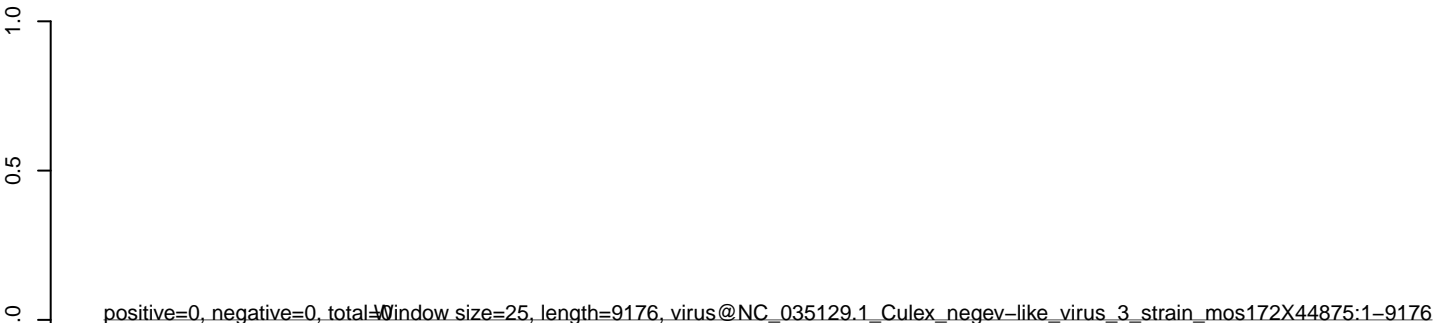 1.0
0.5
.0
positive=0, negative=0, total=0
Window size=25, length=9176, virus@NC_035129.1_Culex_negev−like_virus_3_strain_mos172X44875:1−9176